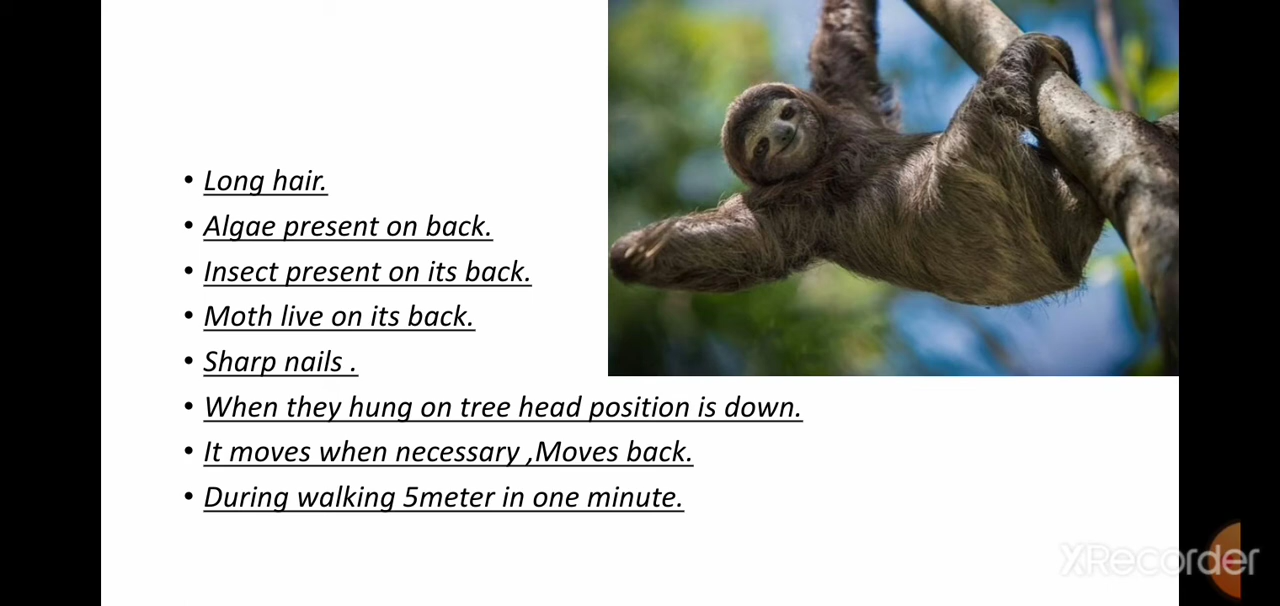 • Long hair.
• Algae present on back.
• Insect present on its back.
• Moth live on its back.
• Sharp nails .
• When they hung on tree head position is down.
• It moves when necessary ,Moves back.
• During walking 5meter in one minute.
XRecorder